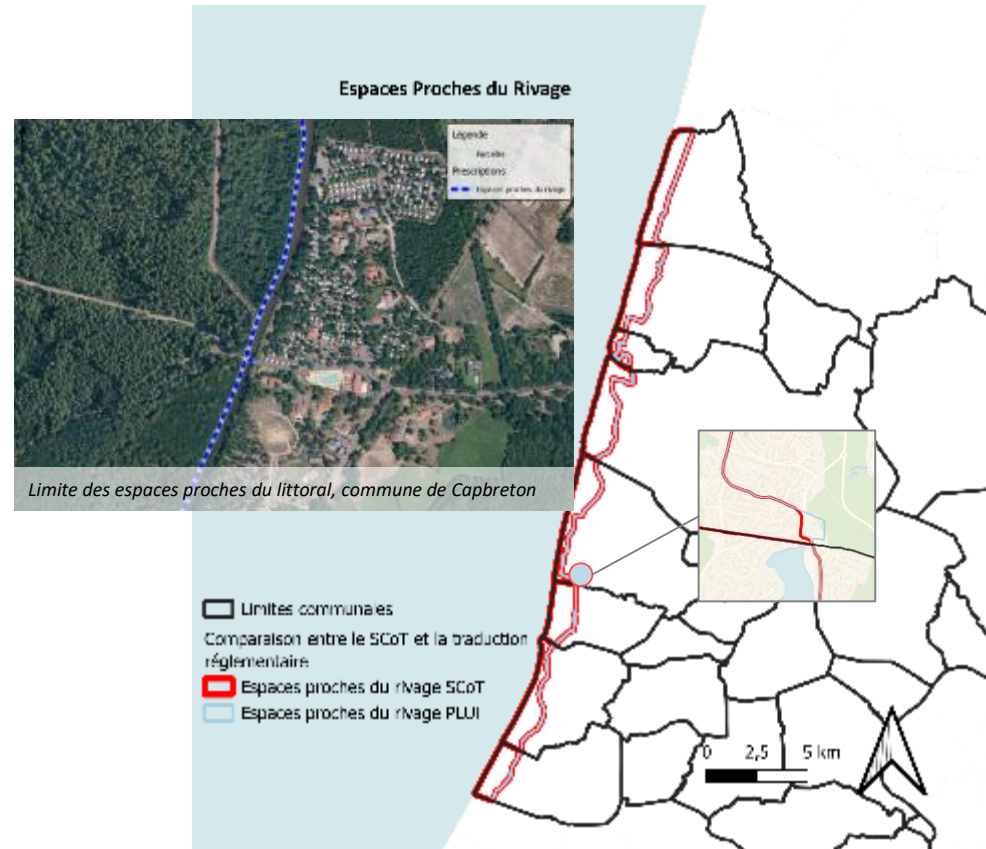 Espaces Proches du Rivage
Légende
Parcelles
Prescriptions
Espaces proches du rivage
Limite des espaces proches du littoral, commune de Capbreton
Limites communales
Comparaison entre le SCoT et la traduction
réglementaire
Espaces proches du rivage SCoT
Espaces proches du rivage PLUI
0 2,5 5 km